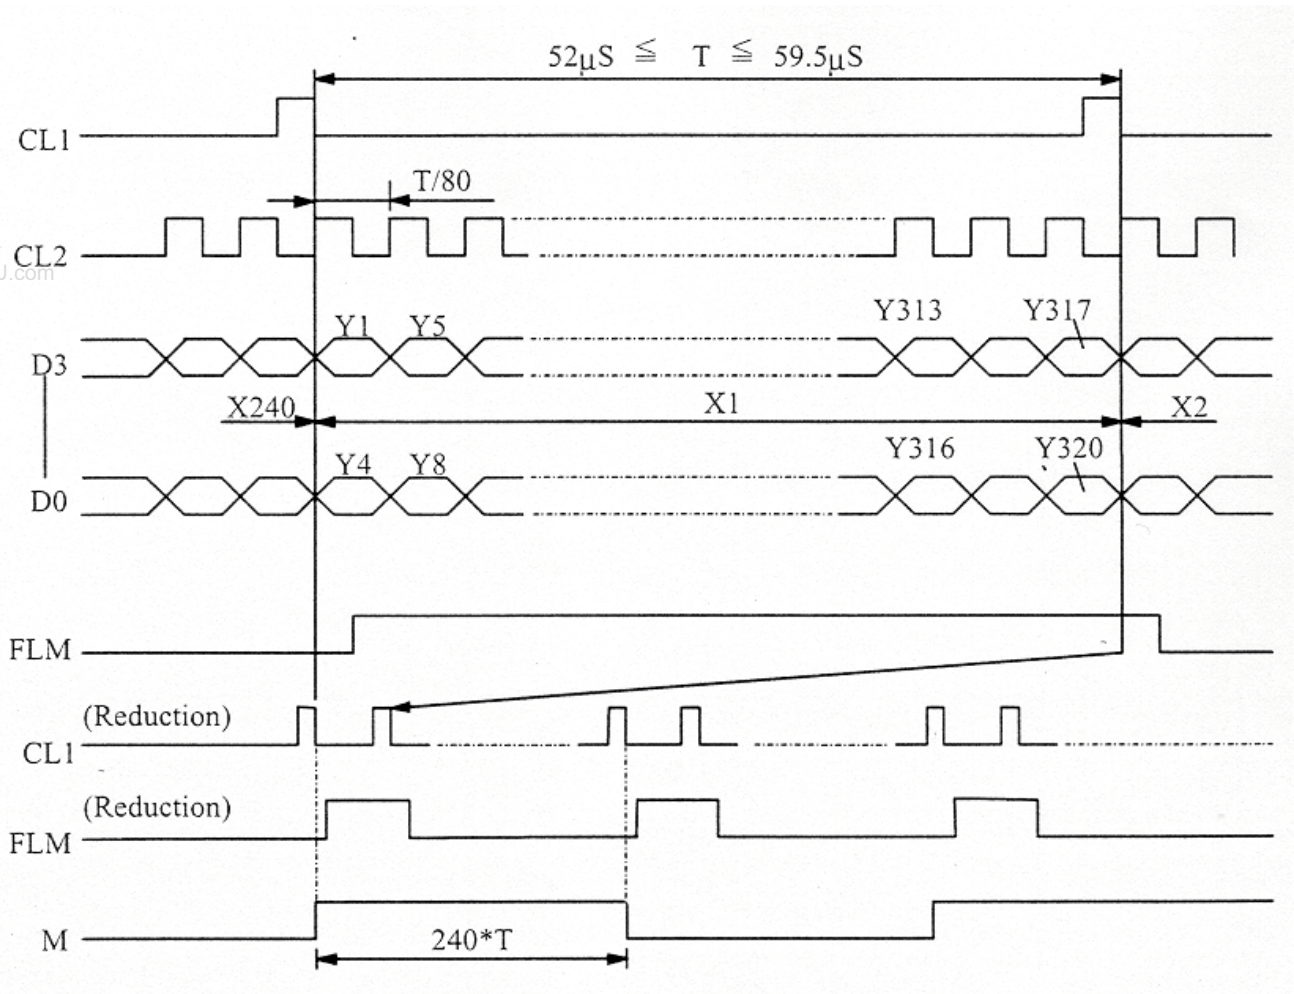 52μS ≦ T ≦ 59.5μS
CL1
T/80
CL2
J.com
Y313 Y317
Y1 Y5
D3
X240 X1 X2
Y316 Y320
Y4 Y8
D0
FLM
(Reduction)
CL1
(Reduction)
FLM
M
240*T